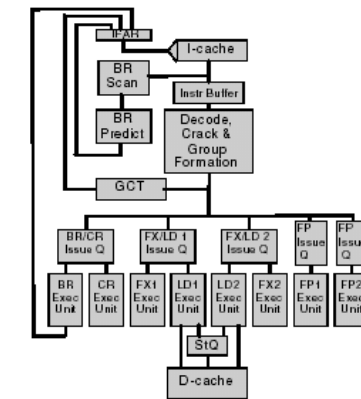 IFAR
I-cache
BR
Scan
Instr Buffer
BR
Predict
Decode,
Crack &
Group
Formation
GCT
BR/CR
Issue Q
FX/LD 1
Issue Q
FX/LD 2
Issue Q
FP
Issue
Q
FP
Issu
Q
BR
Exec
Unit
CR
Exec
Unit
FX1
Exec
Unit
LD1
Exec
Unit
LD2
Exec
Unit
FX2
Exec
Unit
FP1
Exec
Unit
FP2
Exec
Unit
StQ
D-cache